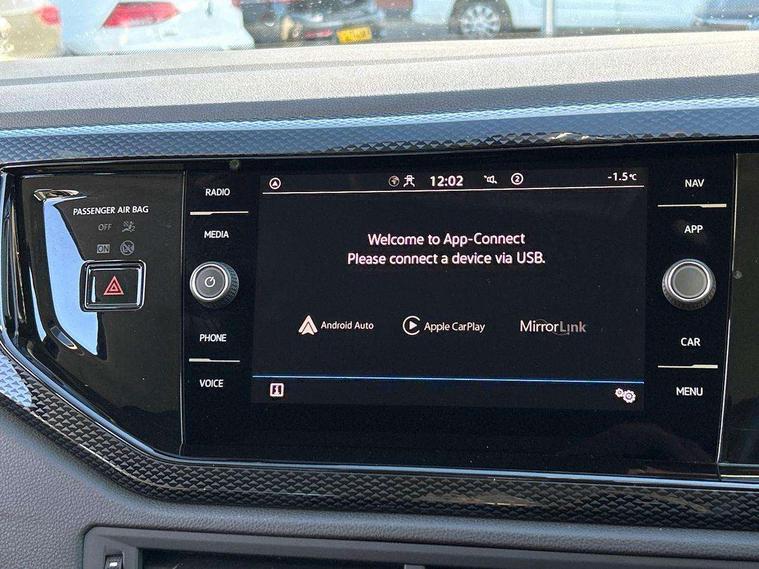 RADIO
MEDIA
PHONE
VOICE
PASSENGER AIR BAG
OFF
ON
12:02
2
-1.5°C
Welcome to App-Connect
Please connect a device via USB.
Android Auto
Apple CarPlay
MirrorLink
NAV
APP
CAR
MENU